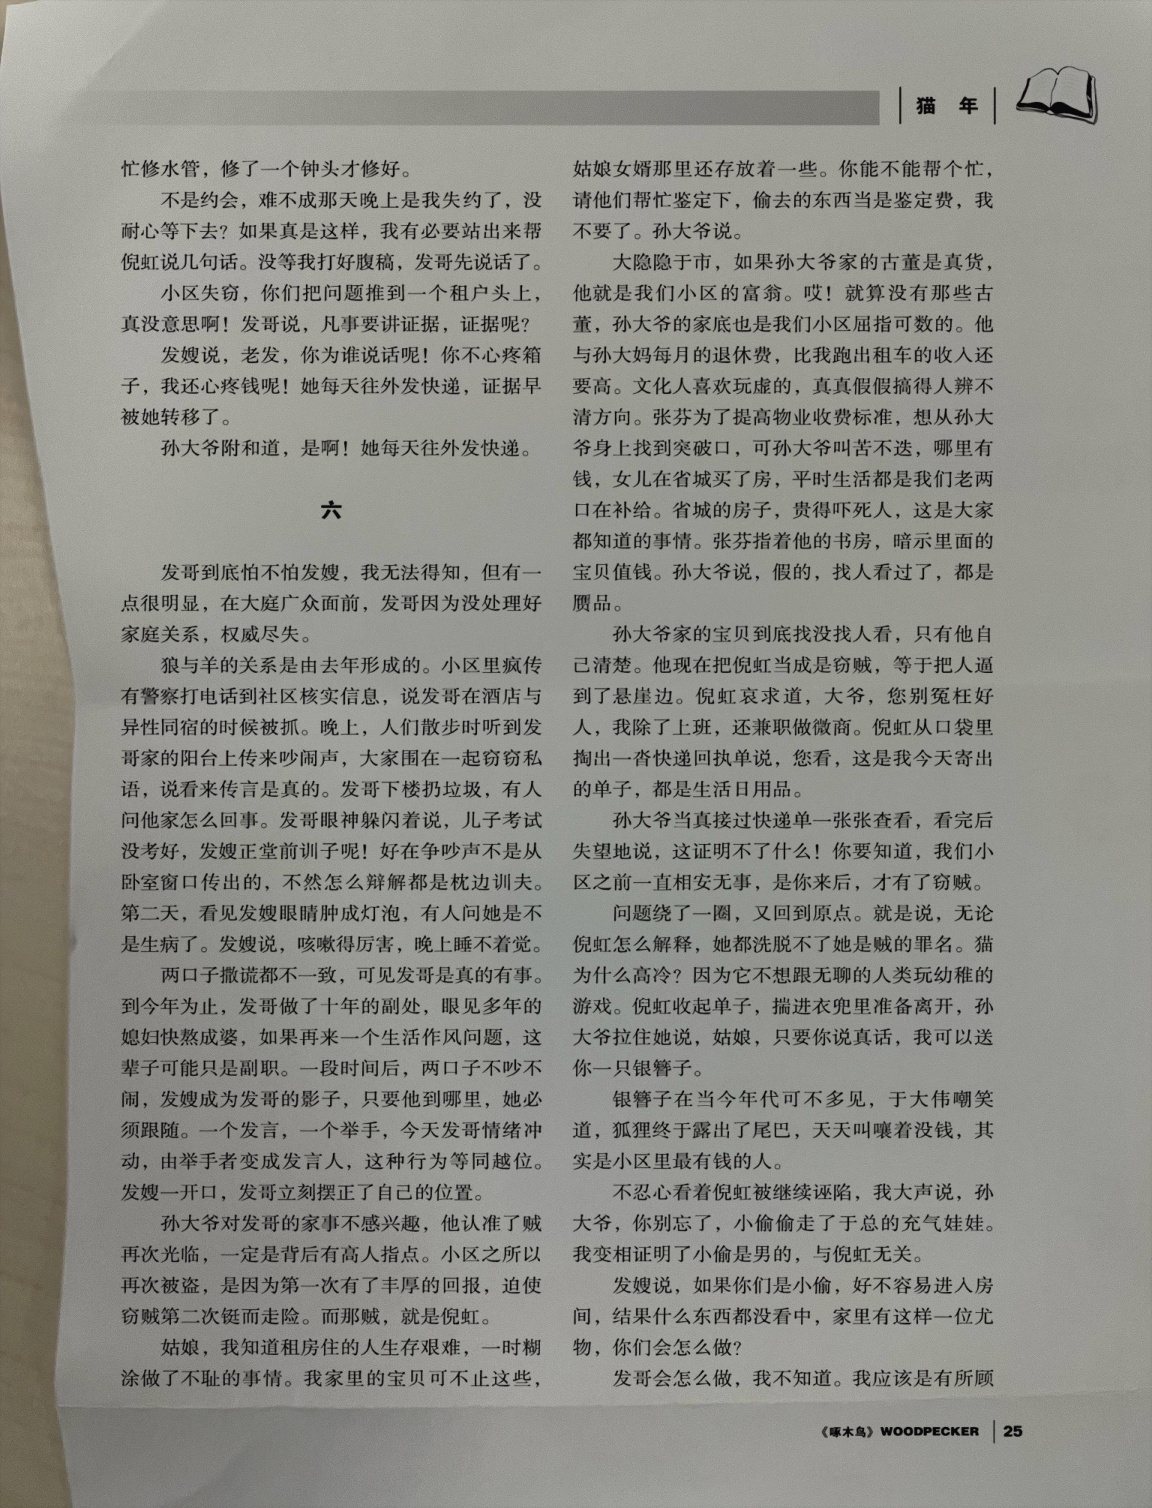 猫 年
忙修水管，修了一个钟头才修好。
不是约会，难不成那天晚上是我失约了，没
耐心等下去？如果真是这样，我有必要站出来帮
倪虹说几句话。没等我打好腹稿，发哥先说话了。
小区失窃，你们把问题推到一个租户头上，
真没意思啊！发哥说，凡事要讲证据，证据呢？
发嫂说，老发，你为谁说话呢！你不心疼箱
子，我还心疼钱呢！她每天往外发快递，证据早
被她转移了。
孙大爷附和道，是啊！她每天往外发快递。
六
发哥到底怕不怕发嫂，我无法得知，但有一
点很明显，在大庭广众面前，发哥因为没处理好
家庭关系，权威尽失。
狼与羊的关系是由去年形成的。小区里疯传
有警察打电话到社区核实信息，说发哥在酒店与
异性同宿的时候被抓。晚上，人们散步时听到发
哥家的阳台上传来吵闹声，大家围在一起窃窃私
语，说看来传言是真的。发哥下楼扔垃圾，有人
问他家怎么回事。发哥眼神躲闪着说，儿子考试
没考好，发嫂正堂前训子呢！好在争吵声不是从
卧室窗口传出的，不然怎么辩解都是枕边训夫。
第二天，看见发嫂眼睛肿成灯泡，有人问她是不
是生病了。发嫂说，咳嗽得厉害，晚上睡不着觉。
两口子撒谎都不一致，可见发哥是真的有事。
到今年为止，发哥做了十年的副处，眼见多年的
媳妇快熬成婆，如果再来一个生活作风问题，这
辈子可能只是副职。一段时间后，两口子不吵不
闹，发嫂成为发哥的影子，只要他到哪里，她必
须跟随。一个发言，一个举手，今天发哥情绪冲
动，由举手者变成发言人，这种行为等同越位。
发嫂一开口，发哥立刻摆正了自己的位置。
孙大爷对发哥的家事不感兴趣，他认准了贼
再次光临，一定是背后有高人指点。小区之所以
再次被盗，是因为第一次有了丰厚的回报，迫使
窃贼第二次铤而走险。而那贼，就是倪虹。
姑娘，我知道租房住的人生存艰难，一时糊
涂做了不耻的事情。我家里的宝贝可不止这些，
姑娘女婿那里还存放着一些。你能不能帮个忙，
请他们帮忙鉴定下，偷去的东西当是鉴定费，我
不要了。孙大爷说。
大隐隐于市，如果孙大爷家的古董是真货，
他就是我们小区的富翁。哎！就算没有那些古
董，孙大爷的家底也是我们小区屈指可数的。他
与孙大妈每月的退休费，比我跑出租车的收入还
要高。文化人喜欢玩虚的，真真假假搞得人辨不
清方向。张芬为了提高物业收费标准，想从孙大
爷身上找到突破口，可孙大爷叫苦不迭，哪里有
钱，女儿在省城买了房，平时生活都是我们老两
口在补给。省城的房子，贵得吓死人，这是大家
都知道的事情。张芬指着他的书房，暗示里面的
宝贝值钱。孙大爷说，假的，找人看过了，都是
赝品。
孙大爷家的宝贝到底找没找人看，只有他自
己清楚。他现在把倪虹当成是窃贼，等于把人逼
到了悬崖边。倪虹哀求道，大爷，您别冤枉好
人，我除了上班，还兼职做微商。倪虹从口袋里
掏出一沓快递回执单说，您看，这是我今天寄出
的单子，都是生活日用品。
孙大爷当真接过快递单一张张查看，看完后
失望地说，这证明不了什么！你要知道，我们小
区之前一直相安无事，是你来后，才有了窃贼。
问题绕了一圈，又回到原点。就是说，无论
倪虹怎么解释，她都洗脱不了她是贼的罪名。猫
为什么高冷？因为它不想跟无聊的人类玩幼稚的
游戏。倪虹收起单子，揣进衣兜里准备离开，孙
大爷拉住她说，姑娘，只要你说真话，我可以送
你一只银簪子。
银簪子在当今年代可不多见，于大伟嘲笑
道，狐狸终于露出了尾巴，天天叫嚷着没钱，其
实是小区里最有钱的人。
不忍心看着倪虹被继续诬陷，我大声说，孙
大爷，你别忘了，小偷偷走了于总的充气娃娃。
我变相证明了小偷是男的，与倪虹无关。
发嫂说，如果你们是小偷，好不容易进入房
间，结果什么东西都没看中，家里有这样一位尤
物，你们会怎么做？
发哥会怎么做，我不知道。我应该是有所顾
《啄木鸟》WOODPECKER 25